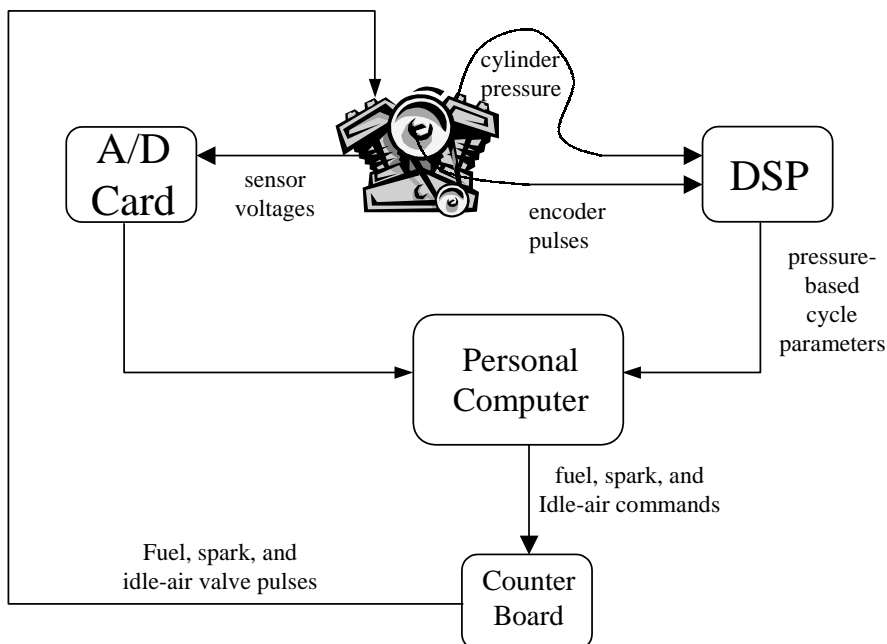 cylinder
pressure
A/D
Card
sensor
voltages
DSP
encoder
pulses
pressure-
based
cycle
parameters
Personal
Computer
fuel, spark, and
Idle-air commands
Fuel, spark, and
idle-air valve pulses
Counter
Board